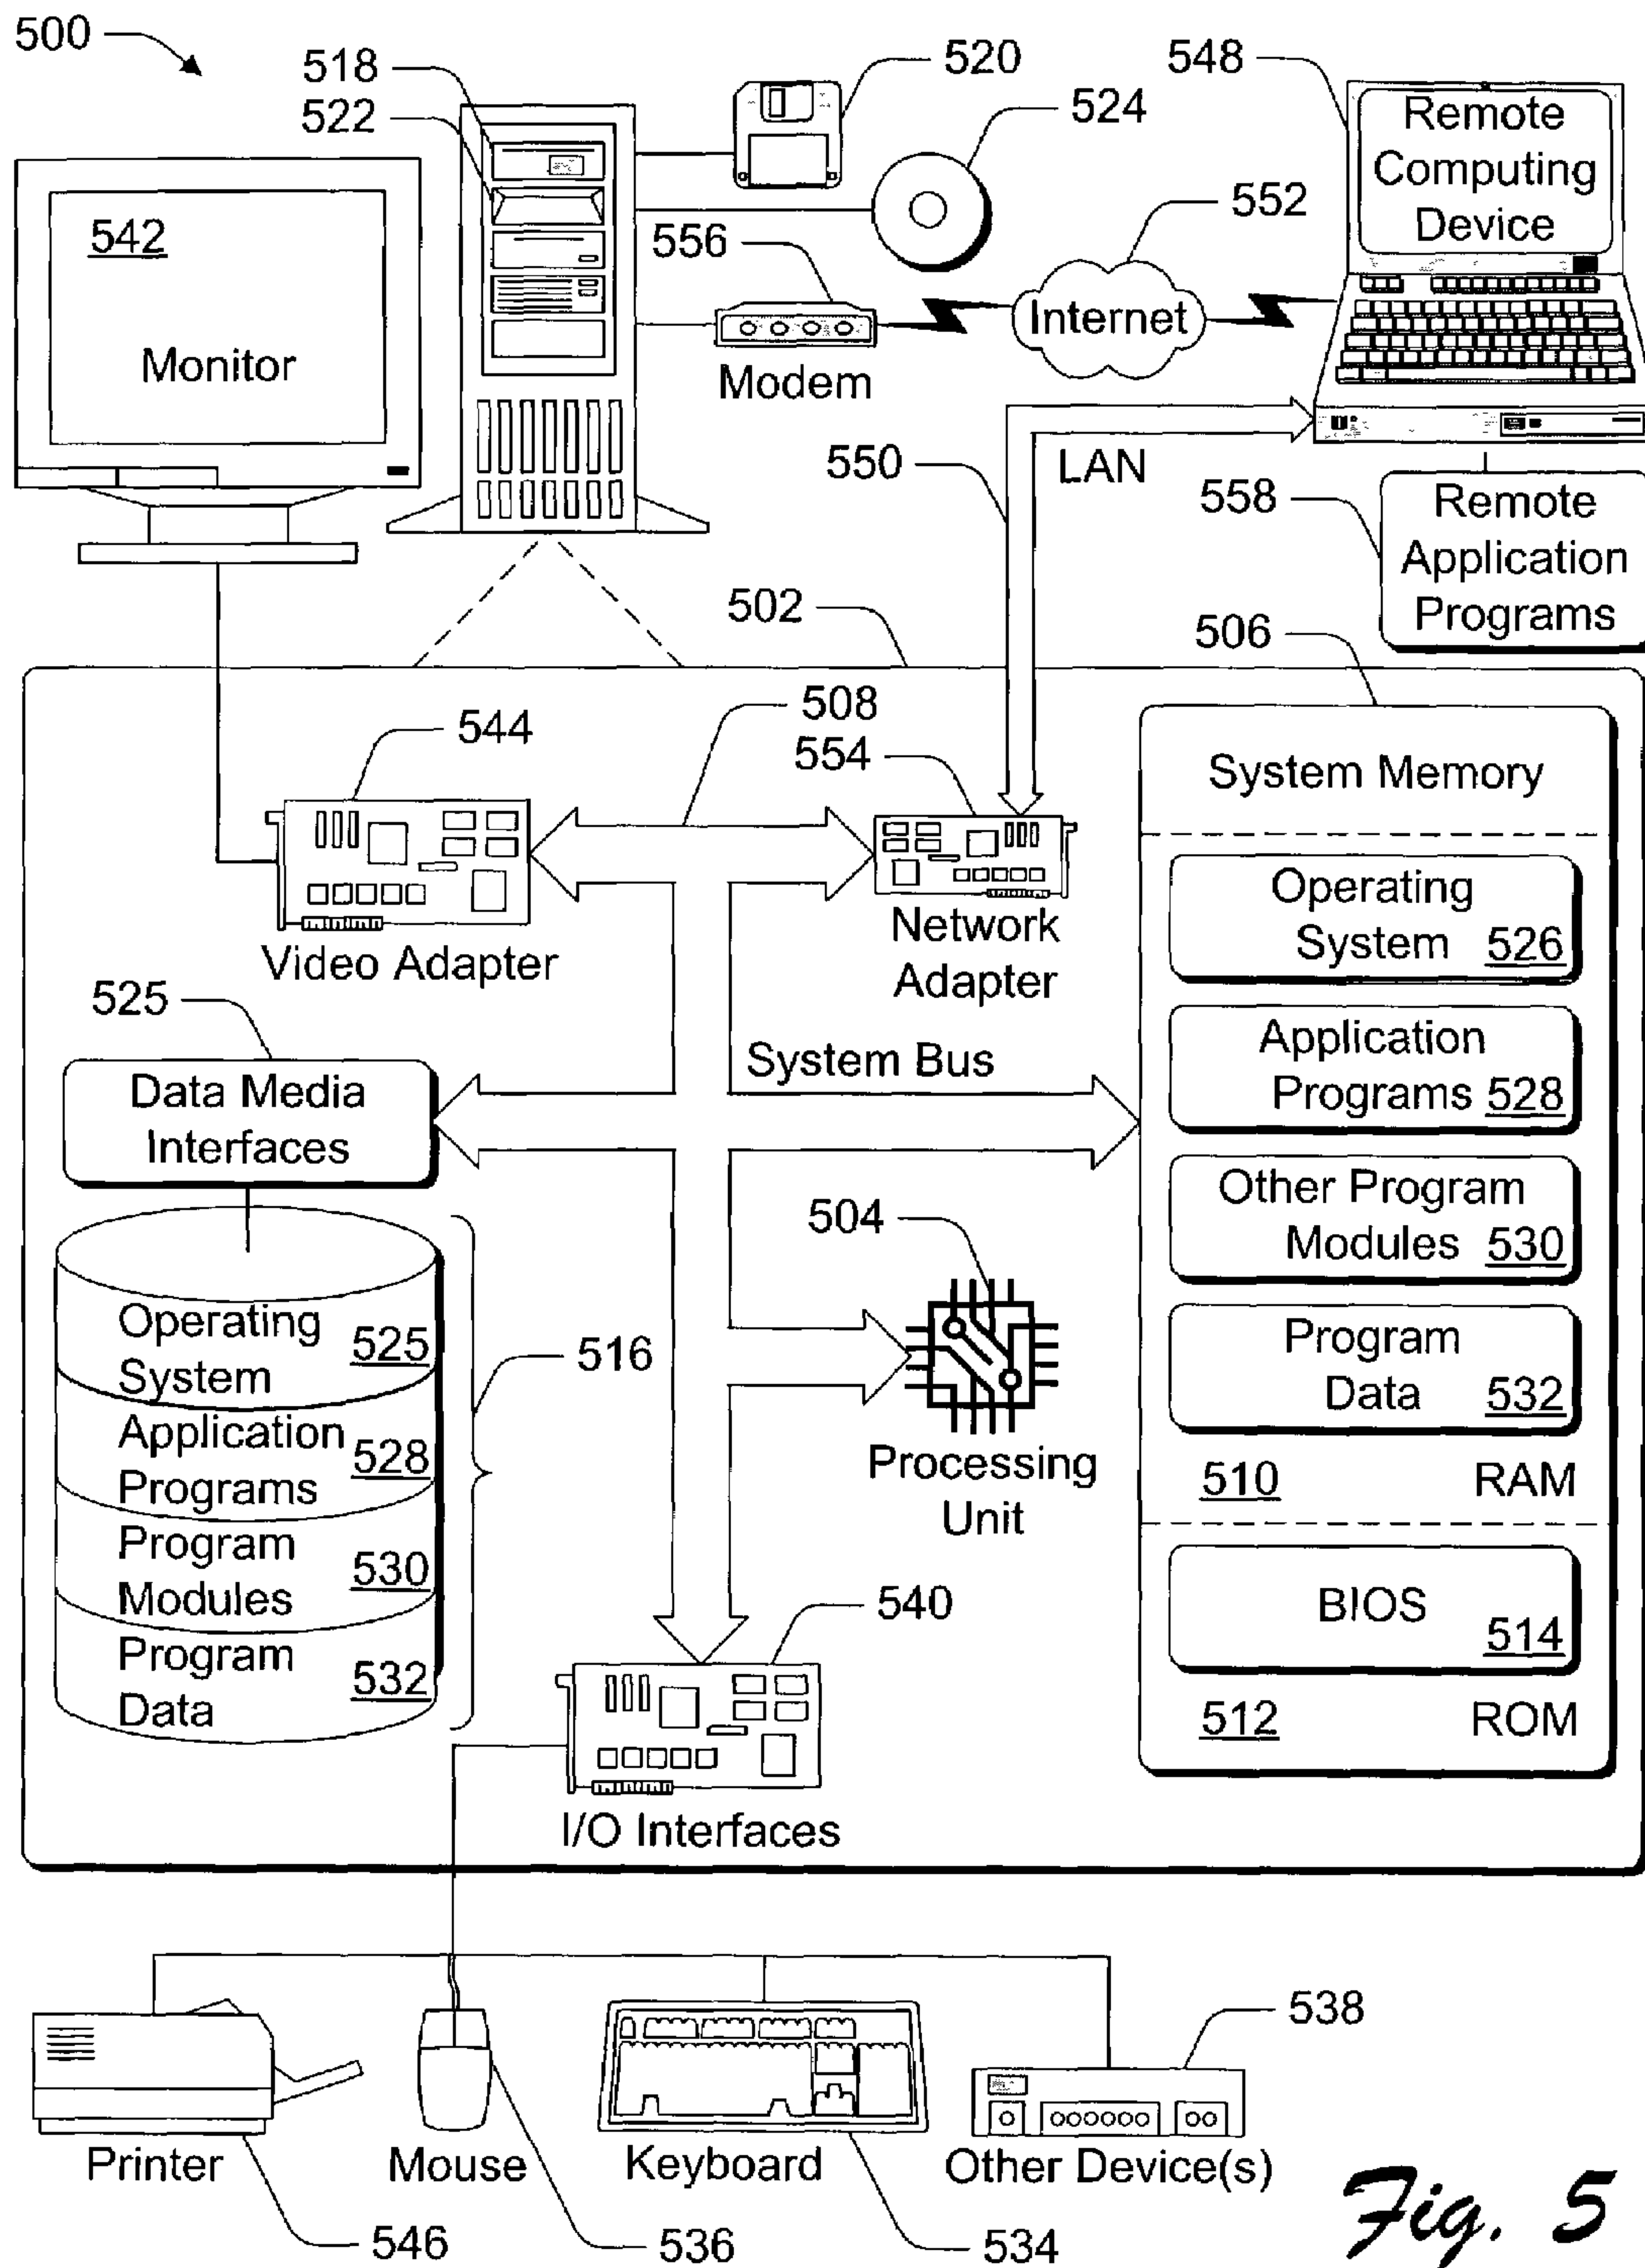 500
518
522
520
524
548
Remote
Computing
Device
542
Monitor
556
Modem
552
Internet
550
LAN
558
Remote
Application
Programs
502
506
544
Video Adapter
508
554
Network
Adapter
System Memory
Operating
System 526
Application
Programs 528
Other Program
Modules 530
Program
Data 532
510 RAM
BIOS
514
512 ROM
525
Data Media
Interfaces
System Bus
504
Processing
Unit
Operating
System 525
Application
Programs 528
Program
Modules 530
Program
Data 532
516
540
I/O Interfaces
538
Printer
Mouse
Keyboard
Other Device(s)
546
536
534
Fig. 5